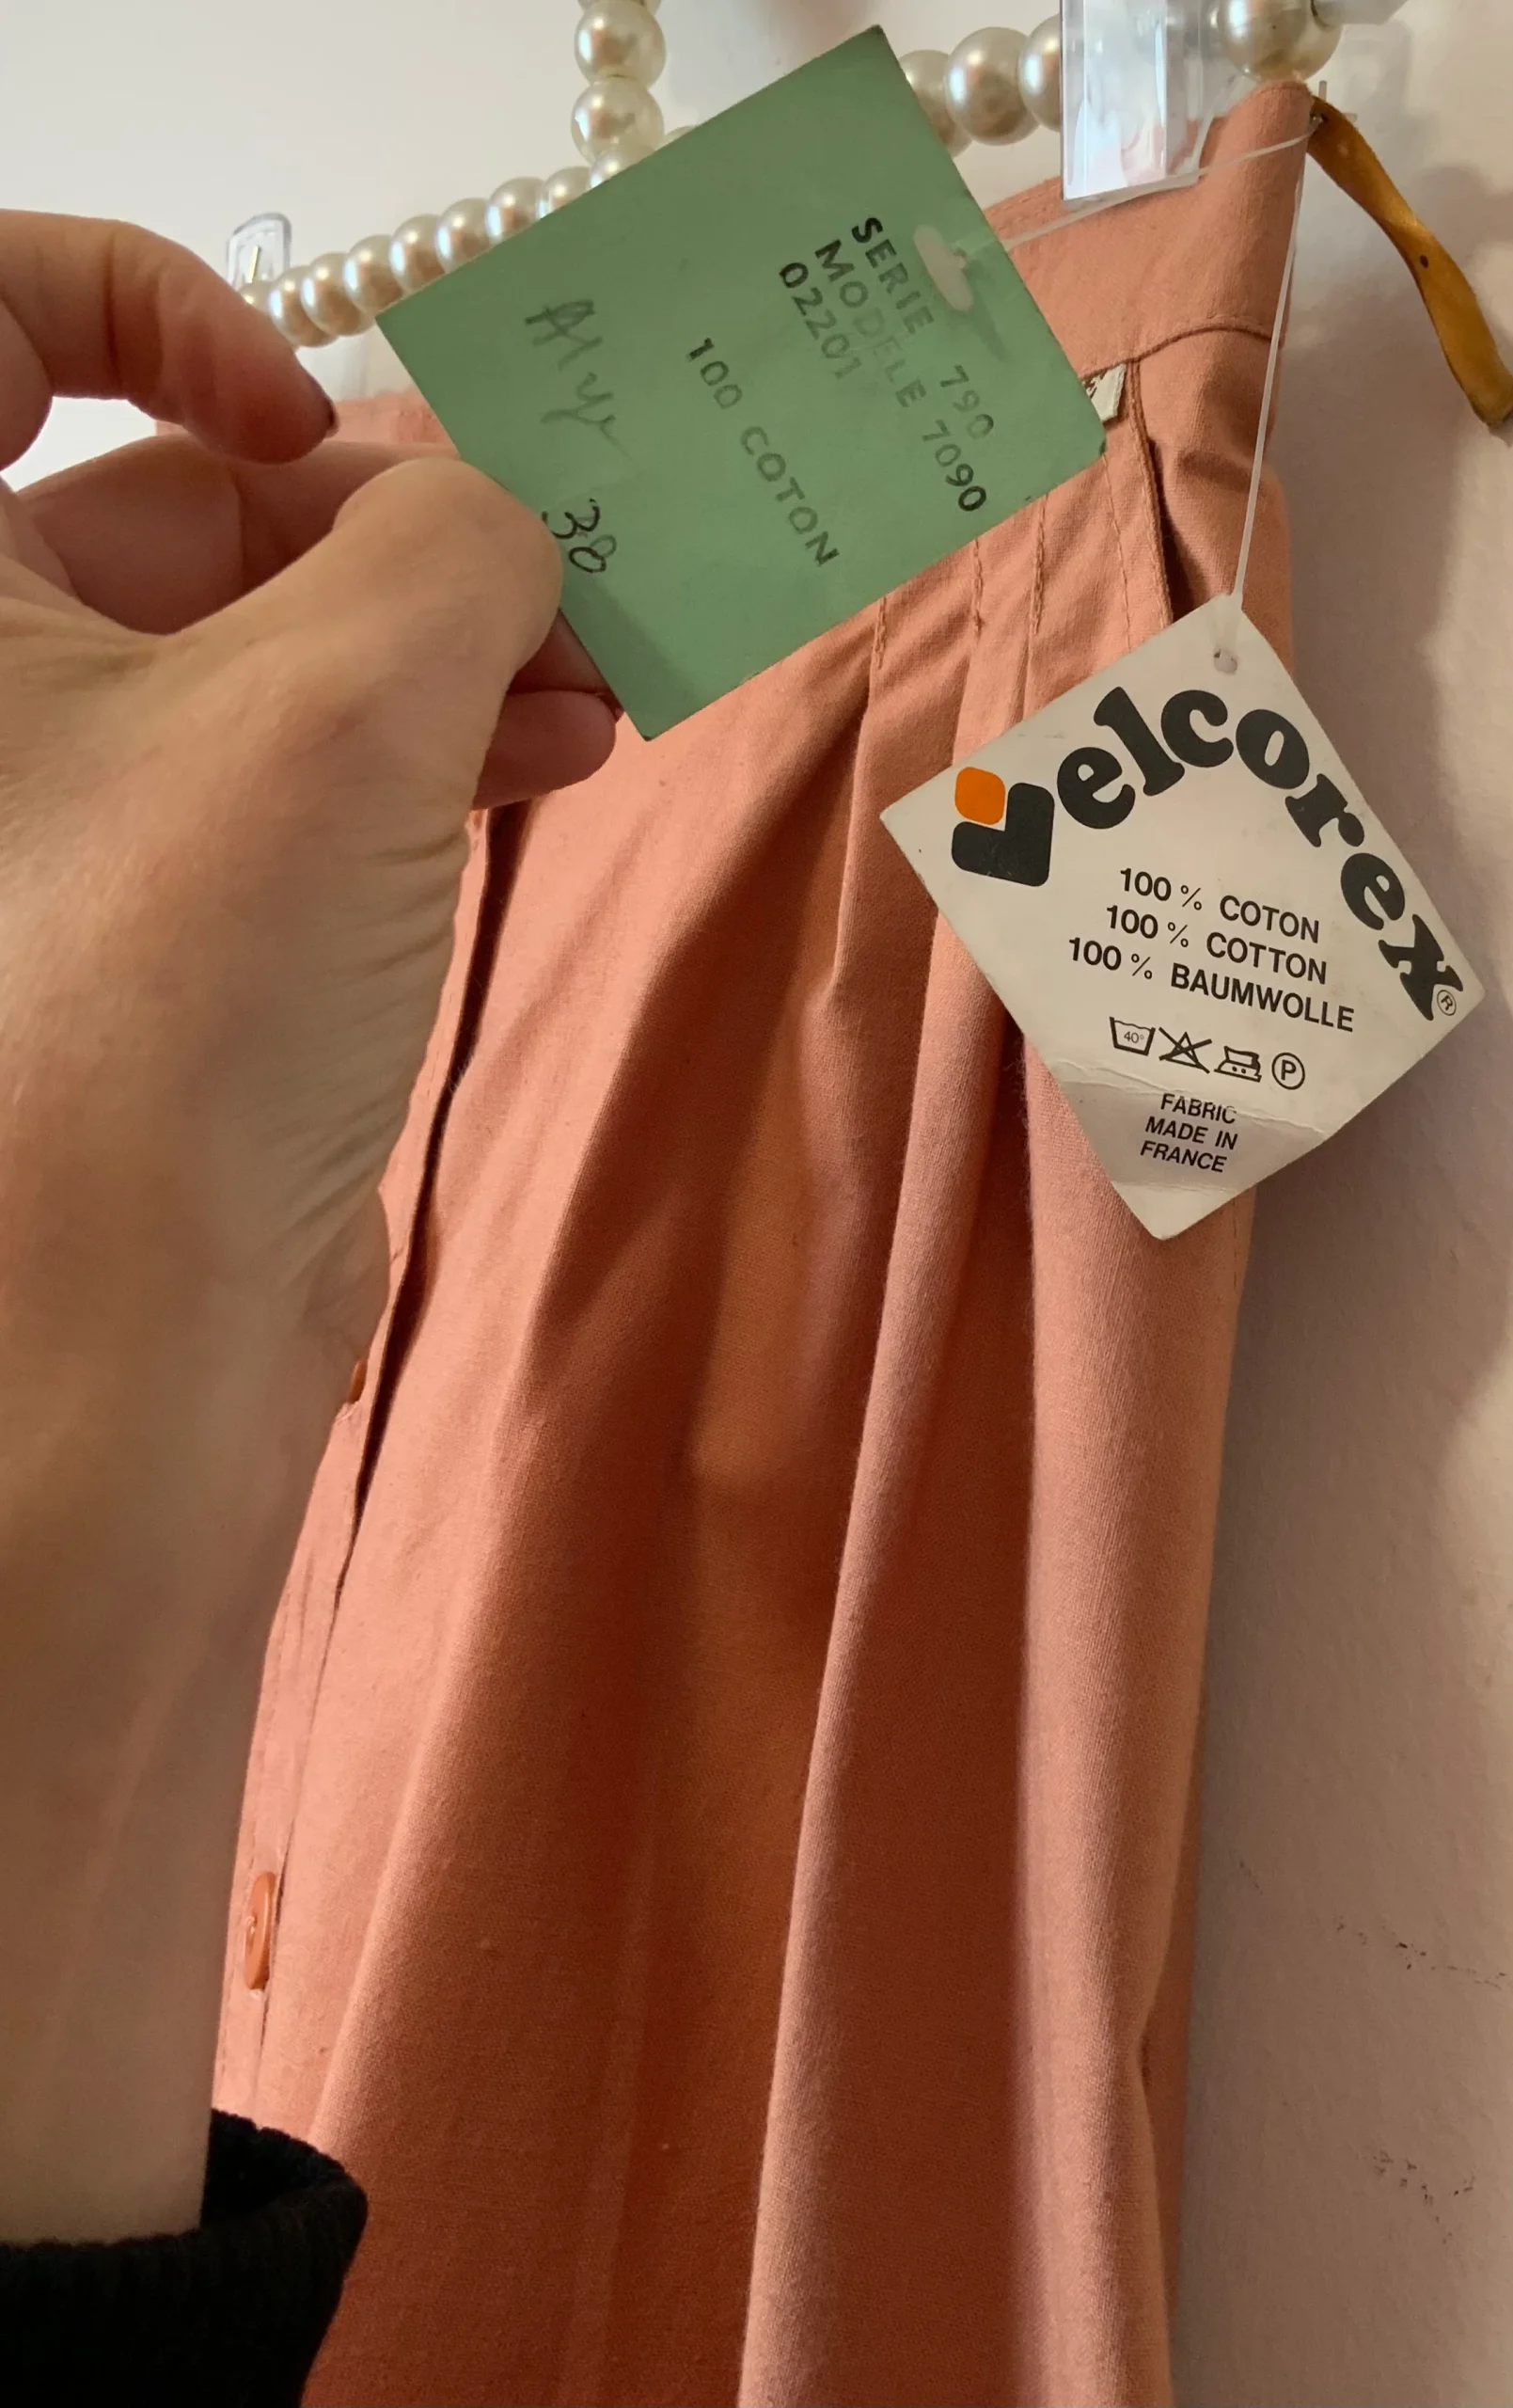 SERIE 790
MODELE 7090
02201
100 COTON
38
Velcorex®
100 % COTON
100 % COTTON
100 % BAUMWOLLE
40°
P
FABRIC
MADE IN
FRANCE